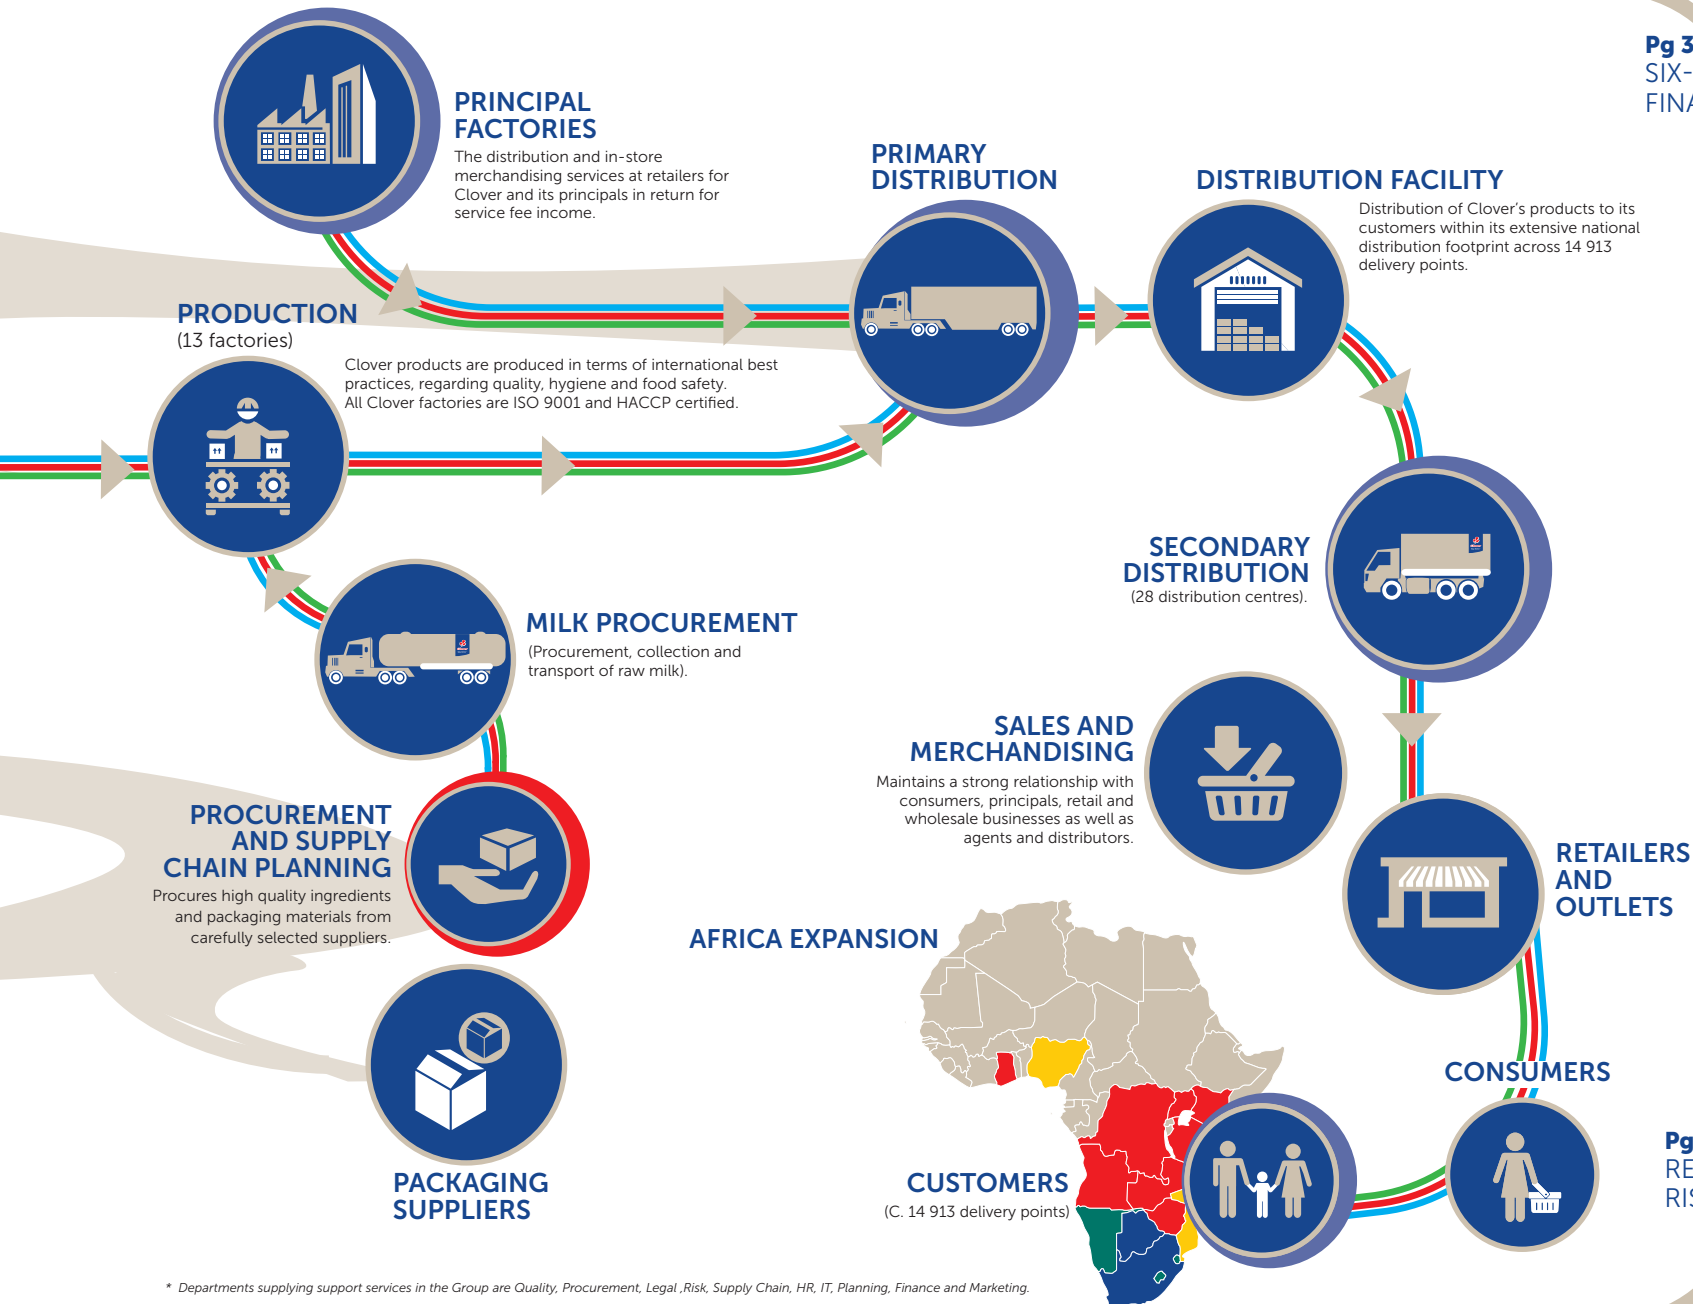 PRINCIPAL
FACTORIES
The distribution and in-store
merchandising services at retailers for
Clover and its principals in return for
service fee income.
PRIMARY
DISTRIBUTION
DISTRIBUTION FACILITY
Distribution of Clover’s products to its
customers within its extensive national
distribution footprint across 14 913
delivery points.
Pg 3
SIX-
FINA
PRODUCTION
(13 factories)
Clover products are produced in terms of international best
practices, regarding quality, hygiene and food safety.
All Clover factories are ISO 9001 and HACCP certified.
SECONDARY
DISTRIBUTION
(28 distribution centres).
MILK PROCUREMENT
(Procurement, collection and
transport of raw milk).
SALES AND
MERCHANDISING
Maintains a strong relationship with
consumers, principals, retail and
wholesale businesses as well as
agents and distributors.
PROCUREMENT
AND SUPPLY
CHAIN PLANNING
Procures high quality ingredients
and packaging materials from
carefully selected suppliers.
RETAILERS
AND
OUTLETS
AFRICA EXPANSION
CONSUMERS
CUSTOMERS
(C. 14 913 delivery points)
PACKAGING
SUPPLIERS
Pg
RE
RIS
* Departments supplying support services in the Group are Quality, Procurement, Legal ,Risk, Supply Chain, HR, IT, Planning, Finance and Marketing.